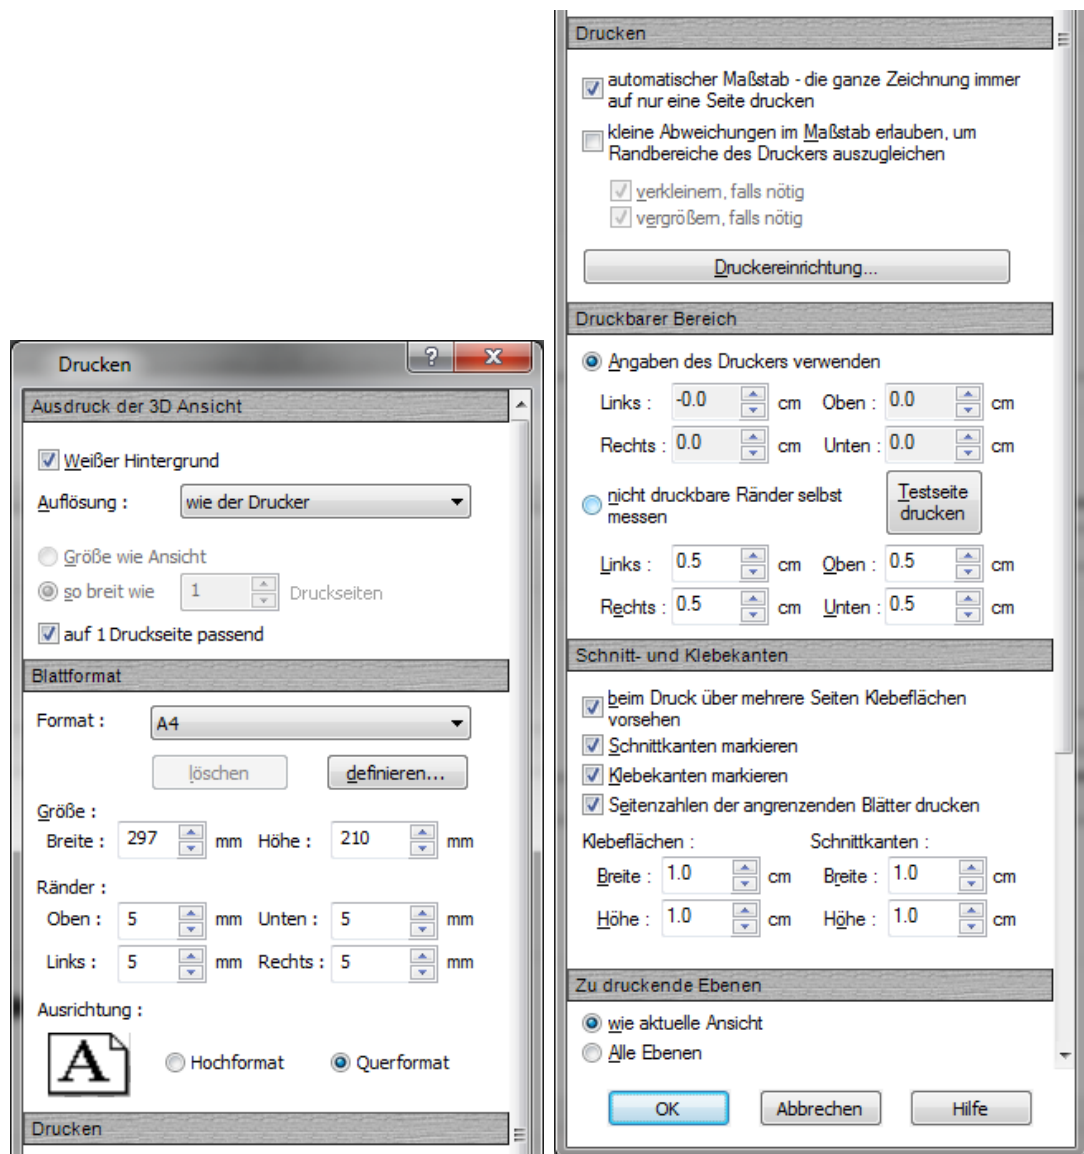 Drucken
Ausdruck der 3D Ansicht
Weißer Hintergrund
Auflösung : wie der Drucker
Größe wie Ansicht
so breit wie 1 Druckseiten
auf 1 Druckseite passend
Blattformat
Format : A4
löschen definieren...
Größe :
Breite : 297 mm Höhe : 210 mm
Ränder :
Oben : 5 mm Unten : 5 mm
Links : 5 mm Rechts : 5 mm
Ausrichtung :
A Hochformat Querformat
Drucken
Drucken
automatischer Maßstab - die ganze Zeichnung immer
auf nur eine Seite drucken
kleine Abweichungen im Maßstab erlauben, um
Randbereiche des Druckers auszugleichen
verkleinern, falls nötig
vergrößern, falls nötig
Druckereinrichtung...
Druckbarer Bereich
Angaben des Druckers verwenden
Links : -0.0 cm Oben : 0.0 cm
Rechts : 0.0 cm Unten : 0.0 cm
nicht druckbare Ränder selbst
messen
Testseite
drucken
Links : 0.5 cm Oben : 0.5 cm
Rechts : 0.5 cm Unten : 0.5 cm
Schnitt- und Klebekanten
beim Druck über mehrere Seiten Klebeflächen
vorsehen
Schnittkanten markieren
Klebekanten markieren
Seitenzahlen der angrenzenden Blätter drucken
Klebeflächen : Schnittkanten :
Breite : 1.0 cm Breite : 1.0 cm
Höhe : 1.0 cm Höhe : 1.0 cm
Zu druckende Ebenen
wie aktuelle Ansicht
Alle Ebenen
OK Abbrechen Hilfe